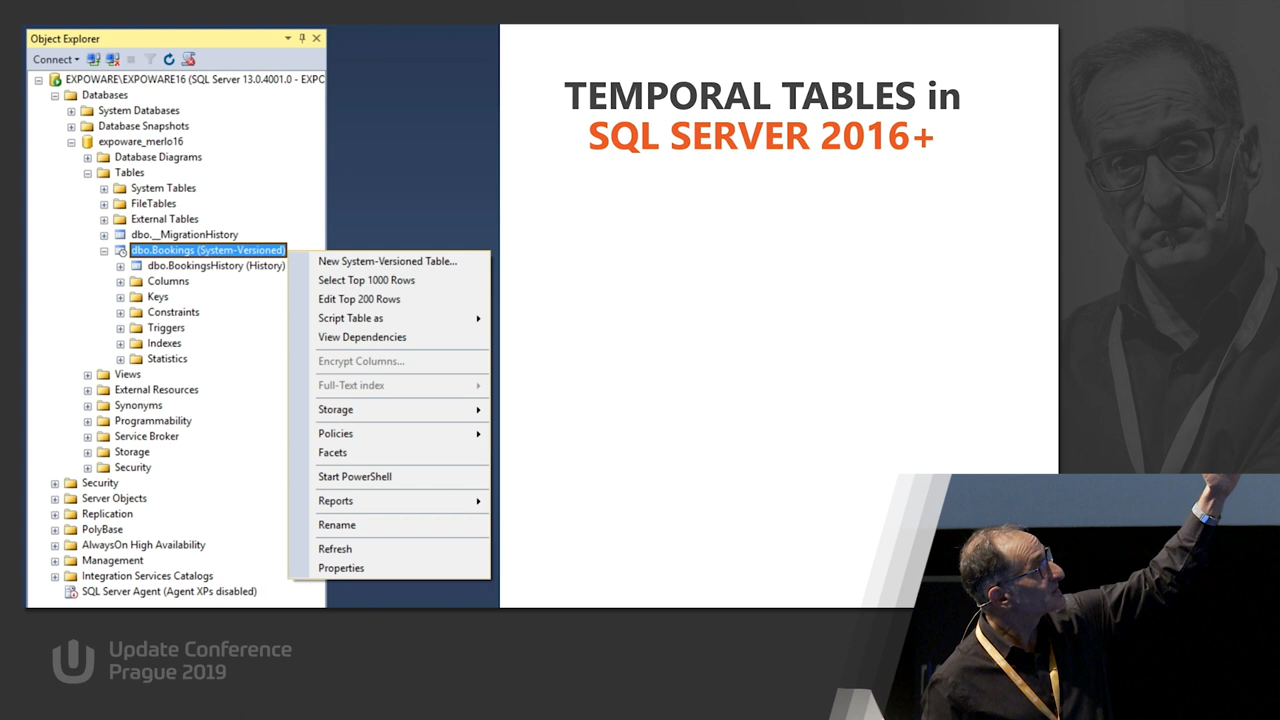 Object Explorer
Connect
EXPOWARE\EXPOWARE16 (SQL Server 13.0.4001.0 - EXPC
Databases
System Databases
Database Snapshots
expoware_merlo16
Database Diagrams
Tables
System Tables
FileTables
External Tables
dbo.__MigrationHistory
dbo.Bookings (System-Versioned)
dbo.BookingsHistory (History)
Columns
Keys
Constraints
Triggers
Indexes
Statistics
Views
External Resources
Synonyms
Programmability
Service Broker
Storage
Security
Security
Server Objects
Replication
PolyBase
AlwaysOn High Availability
Management
Integration Services Catalogs
SQL Server Agent (Agent XPs disabled)
New System-Versioned Table...
Select Top 1000 Rows
Edit Top 200 Rows
Script Table as
View Dependencies
Encrypt Columns...
Full-Text index
Storage
Policies
Facets
Start PowerShell
Reports
Rename
Refresh
Properties
TEMPORAL TABLES in
SQL SERVER 2016+
Update Conference
Prague 2019